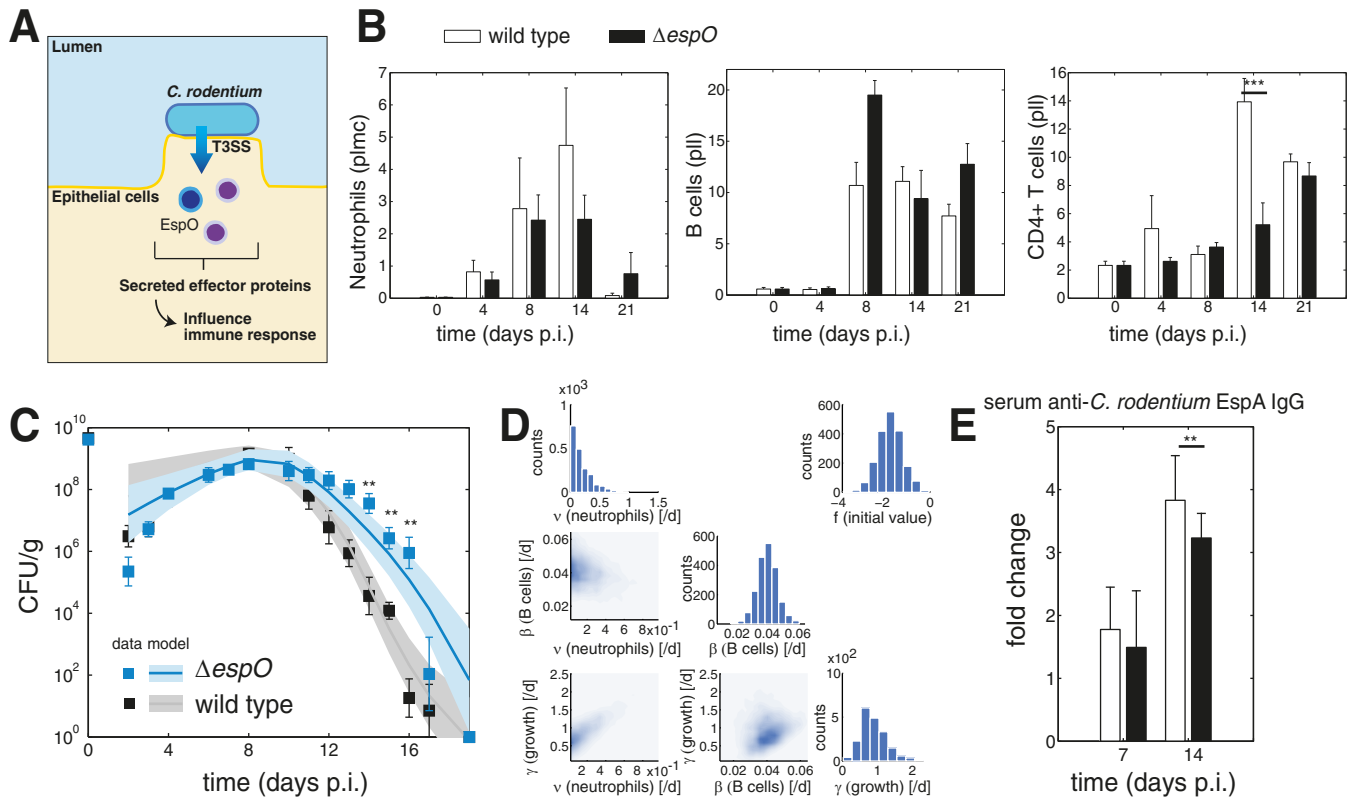 A
Lumen
C. rodentium
T3SS
Epithelial cells
EspO
Secreted effector proteins
Influence
immune response
B
wild type
ΔespO
Neutrophils (plmc)
7
6
5
4
3
2
1
0
0 4 8 14 21
time (days p.i.)
B cells (pll)
20
15
10
5
0
0 4 8 14 21
time (days p.i.)
CD4+ T cells (pll)
16
14
12
10
8
6
4
2
0
***
0 4 8 14 21
time (days p.i.)
C
CFU/g
10^10
10^8
10^6
10^4
10^2
10^0
** ** **
data model
ΔespO
wild type
0 4 8 12 16
time (days p.i.)
D
x10^3
counts
1
0.5
0
0 0.5 1 1.5
ν (neutrophils) [/d]
counts
600
400
200
0
−4 −2 0
f (initial value)
β (B cells) [/d]
0.06
0.04
0.02
2 4 6 8x10^-1
ν (neutrophils) [/d]
counts
600
400
200
0
0.02 0.04 0.06
β (B cells) [/d]
γ (growth) [/d]
2.5
2
1.5
1
0.5
2 4 6 8x10^-1
ν (neutrophils) [/d]
γ (growth) [/d]
2.5
2
1.5
1
0.5
0.02 0.04 0.06
β (B cells) [/d]
x10^2
counts
10
5
0
0 1 2
γ (growth) [/d]
E
serum anti-C. rodentium EspA IgG
fold change
5
4
3
2
1
0
**
7 14
time (days p.i.)